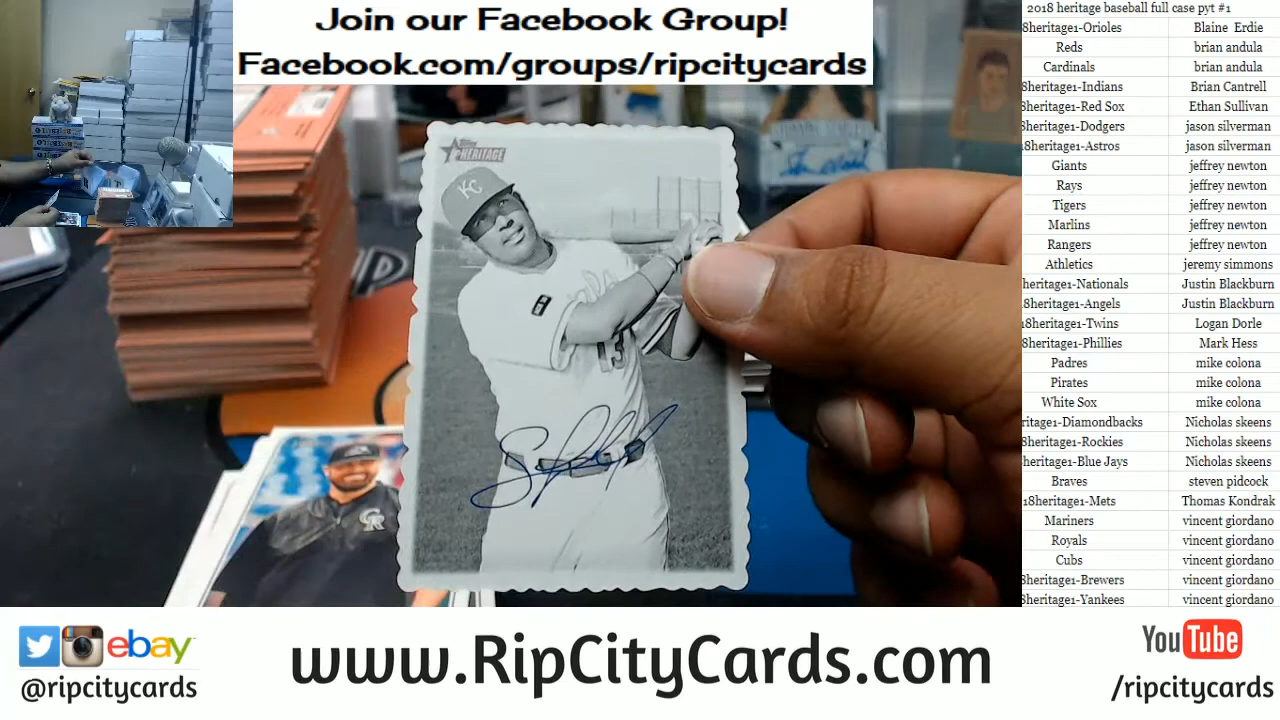 Join our Facebook Group!
Facebook.com/groups/ripcitycards
2018 heritage baseball full case pyt #1
8heritage1-Orioles Blaine Erdie
Reds brian andula
Cardinals brian andula
8heritage1-Indians Brian Cantrell
8heritage1-Red Sox Ethan Sullivan
8heritage1-Dodgers jason silverman
8heritage1-Astros jason silverman
Giants jeffrey newton
Rays jeffrey newton
Tigers jeffrey newton
Marlins jeffrey newton
Rangers jeffrey newton
Athletics jeremy simmons
heritage1-Nationals Justin Blackburn
8heritage1-Angels Justin Blackburn
8heritage1-Twins Logan Dorle
8heritage1-Phillies Mark Hess
Padres mike colona
Pirates mike colona
White Sox mike colona
ritage1-Diamondbacks Nicholas skeens
8heritage1-Rockies Nicholas skeens
8heritage1-Blue Jays Nicholas skeens
Braves steven pidcock
8heritage1-Mets Thomas Kondrak
Mariners vincent giordano
Royals vincent giordano
Cubs vincent giordano
8heritage1-Brewers vincent giordano
8heritage1-Yankees vincent giordano
TOPPS
HERITAGE
KC
13
CR
ebay
@ripcitycards
www.RipCityCards.com
YouTube
/ripcitycards